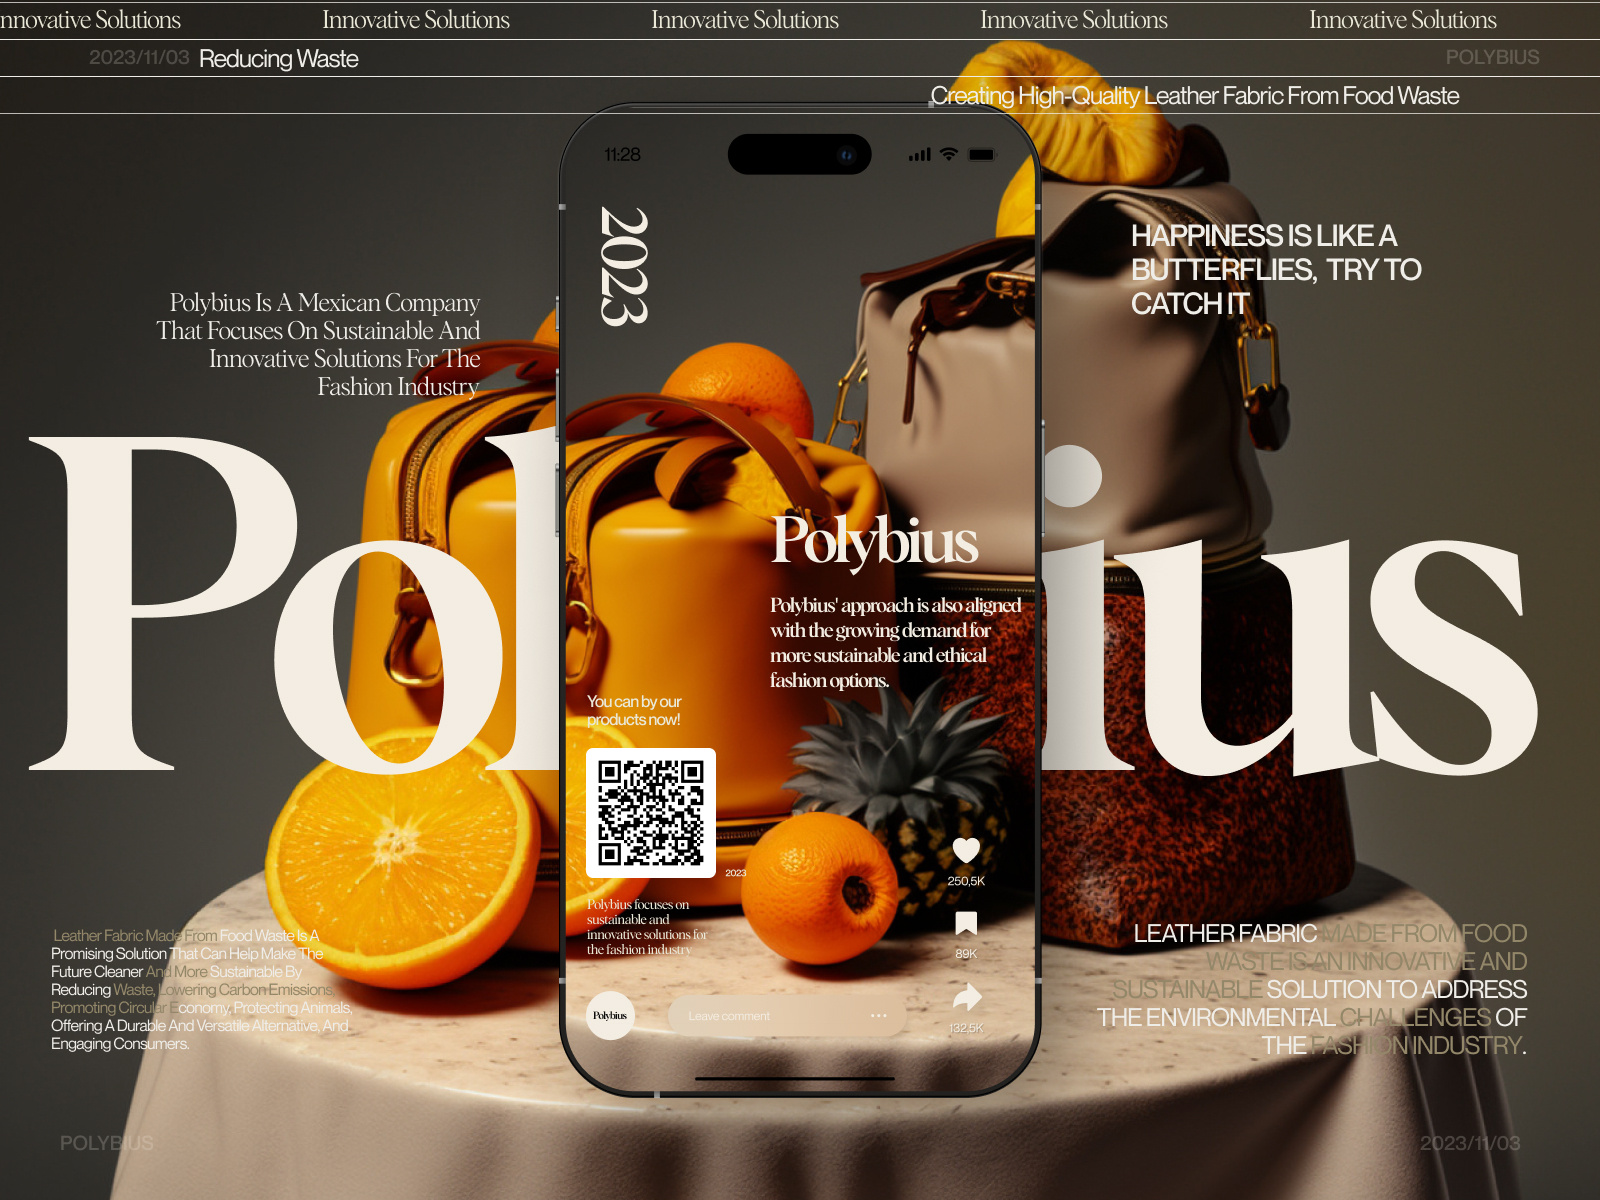 nnovative Solutions Innovative Solutions Innovative Solutions Innovative Solutions Innovative Solutions
2023/11/03 Reducing Waste POLYBIUS
Creating High-Quality Leather Fabric From Food Waste
11:28
2023
HAPPINESS IS LIKE A
BUTTERFLIES, TRY TO
CATCH IT
Polybius Is A Mexican Company
That Focuses On Sustainable And
Innovative Solutions For The
Fashion Industry
Pol ius
Polybius
Polybius' approach is also aligned
with the growing demand for
more sustainable and ethical
fashion options.
You can by our
products now!
2023
250,5K
Polybius focuses on
sustainable and
innovative solutions for
the fashion industry
89K
Polybius
Leave comment
132,5K
Leather Fabric Made From Food Waste Is A
Promising Solution That Can Help Make The
Future Cleaner And More Sustainable By
Reducing Waste, Lowering Carbon Emissions,
Promoting Circular Economy, Protecting Animals,
Offering A Durable And Versatile Alternative, And
Engaging Consumers.
LEATHER FABRIC MADE FROM FOOD
WASTE IS AN INNOVATIVE AND
SUSTAINABLE SOLUTION TO ADDRESS
THE ENVIRONMENTAL CHALLENGES OF
THE FASHION INDUSTRY.
POLYBIUS 2023/11/03